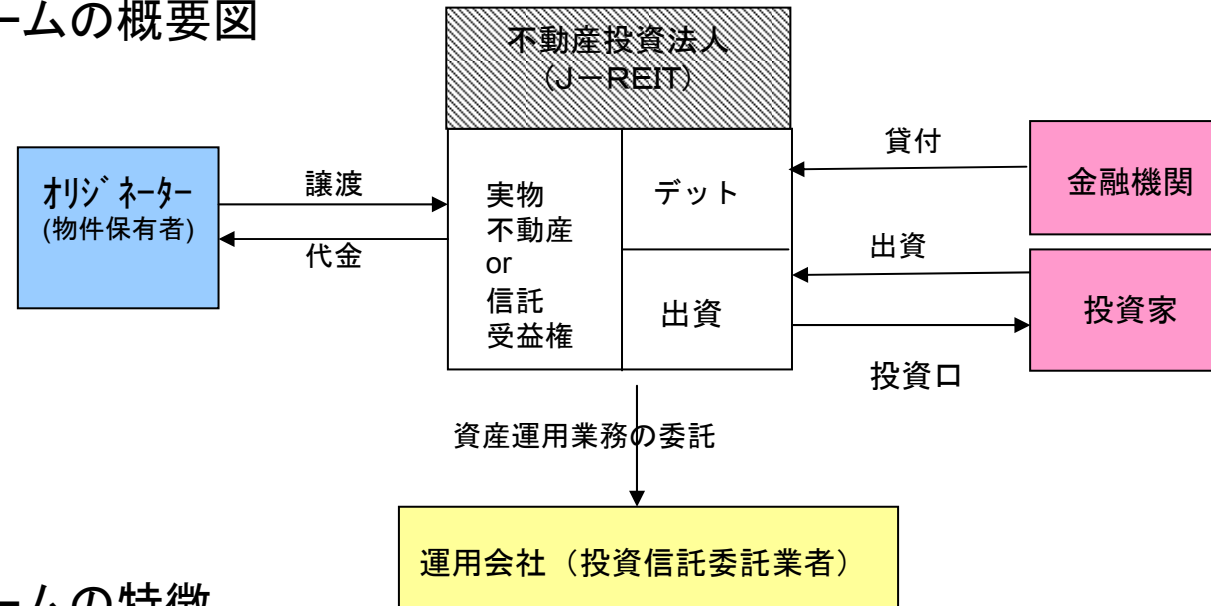 ームの概要図
不動産投資法人
(J－REIT)
オリジネーター
(物件保有者)
譲渡
代金
実物
不動産
or
信託
受益権
デット
出資
貸付
出資
投資口
金融機関
投資家
資産運用業務の委託
運用会社（投資信託委託業者）
ームの特徴